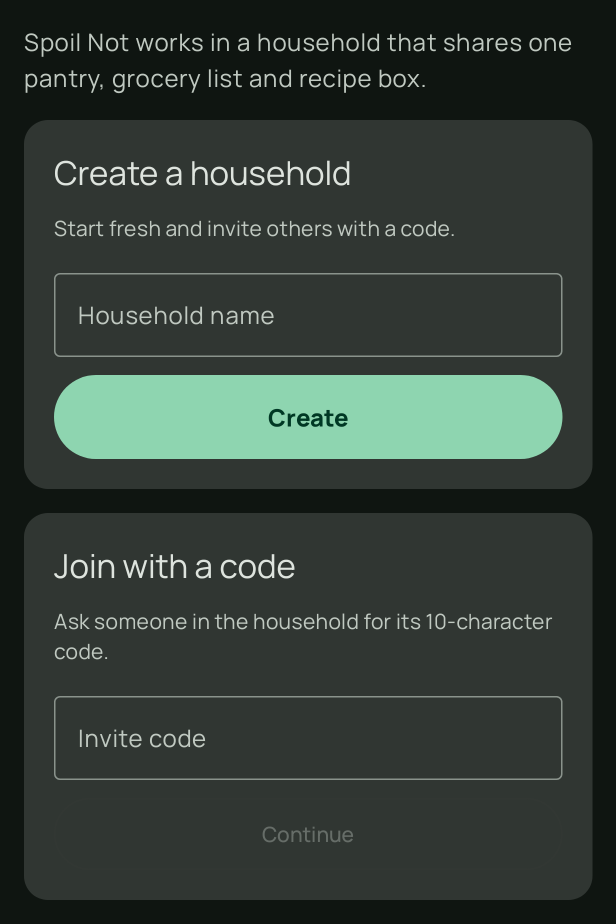 Spoil Not works in a household that shares one
pantry, grocery list and recipe box.
Create a household
Start fresh and invite others with a code.
Household name
Create
Join with a code
Ask someone in the household for its 10-character
code.
Invite code
Continue